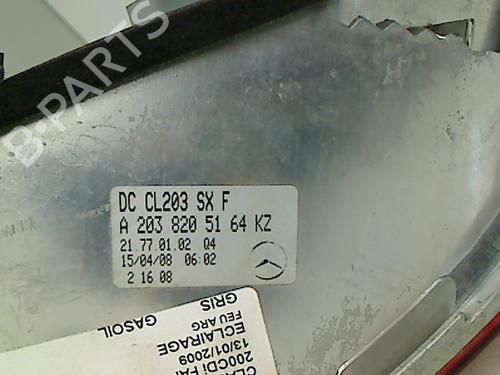 B-PARTS
DC CL203 SX F
A 203 820 51 64 KZ
21.77.01.02 Q4
15/04/08 06:02
2 16 08
GRIS
GASOIL
FEU ARG
ECLAIRAGE
13/01/2009
200CDi